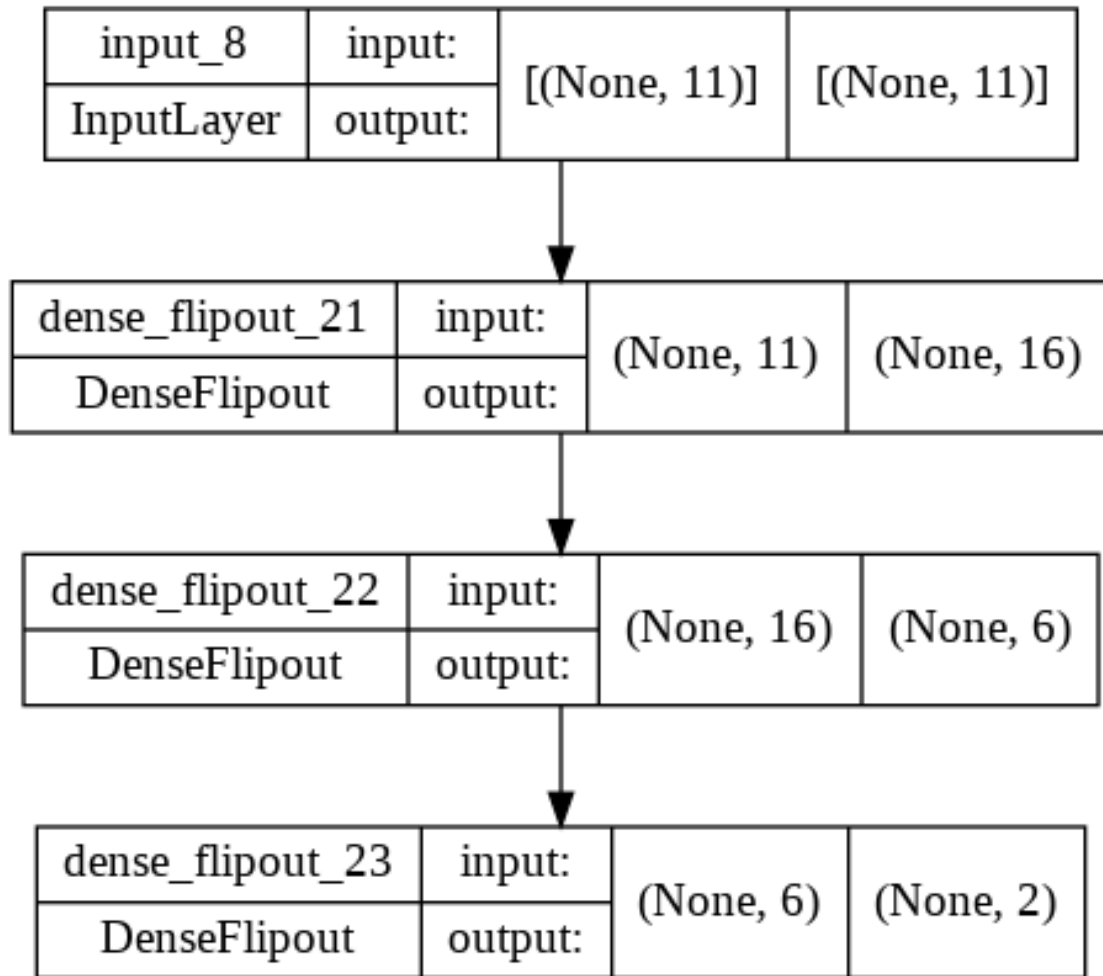 input_8
input:
[(None, 11)]
[(None, 11)]
InputLayer
output:
dense_flipout_21
input:
(None, 11)
(None, 16)
DenseFlipout
output:
dense_flipout_22
input:
(None, 16)
(None, 6)
DenseFlipout
output:
dense_flipout_23
input:
(None, 6)
(None, 2)
DenseFlipout
output: